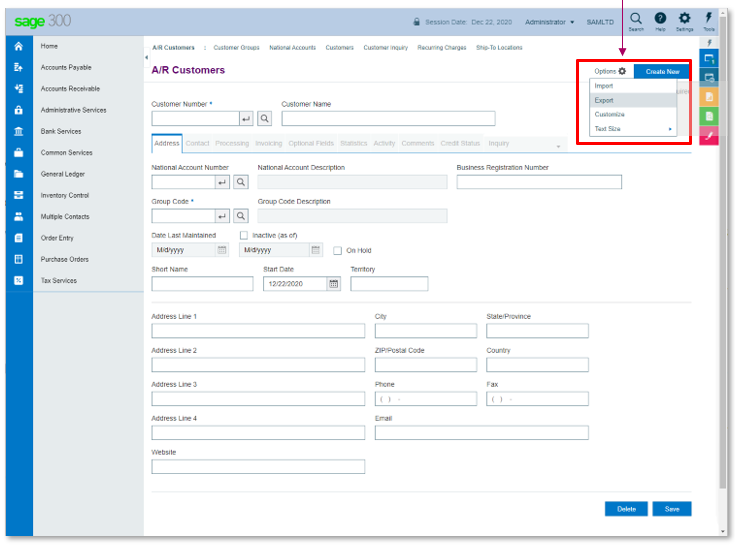 sage 300
Session Date: Dec 22, 2020 Administrator SAMLTD Search Help Settings Tools
Home
Accounts Payable
Accounts Receivable
Administrative Services
Bank Services
Common Services
General Ledger
Inventory Control
Multiple Contacts
Order Entry
Purchase Orders
Tax Services
A/R Customers : Customer Groups National Accounts Customers Customer Inquiry Recurring Charges Ship-To Locations
A/R Customers
Options Create New
Import
Export
Customize
Text Size
Customer Number * Customer Name
Address Contact Processing Invoicing Optional Fields Statistics Activity Comments Credit Status Inquiry
National Account Number National Account Description Business Registration Number
Group Code * Group Code Description
Date Last Maintained Inactive (as of)
M/d/yyyy M/d/yyyy On Hold
Short Name Start Date Territory
12/22/2020
Address Line 1 City State/Province
Address Line 2 ZIP/Postal Code Country
Address Line 3 Phone Fax
( ) - ( ) -
Address Line 4 Email
Website
Delete Save